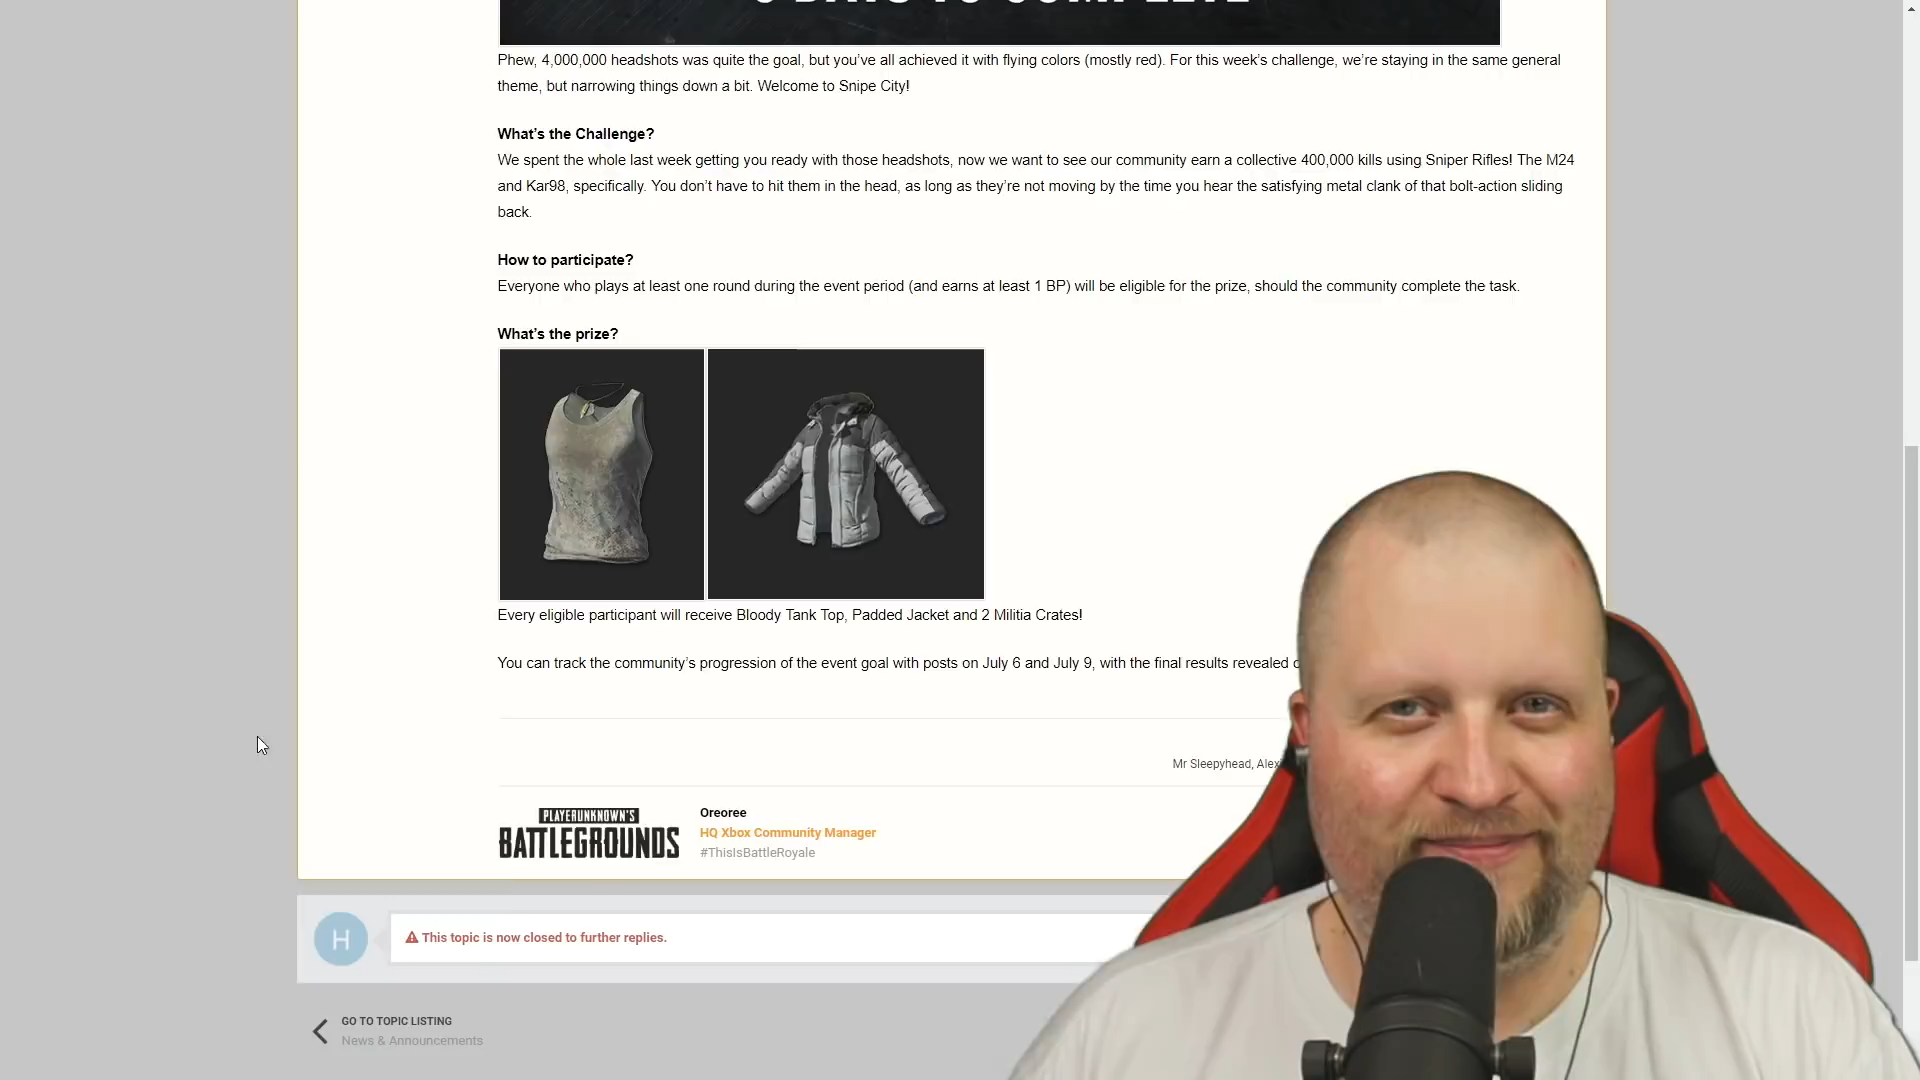 5 DAYS TO COMPLETE
Phew, 4,000,000 headshots was quite the goal, but you’ve all achieved it with flying colors (mostly red). For this week’s challenge, we’re staying in the same general
theme, but narrowing things down a bit. Welcome to Snipe City!
What’s the Challenge?
We spent the whole last week getting you ready with those headshots, now we want to see our community earn a collective 400,000 kills using Sniper Rifles! The M24
and Kar98, specifically. You don’t have to hit them in the head, as long as they’re not moving by the time you hear the satisfying metal clank of that bolt-action sliding
back.
How to participate?
Everyone who plays at least one round during the event period (and earns at least 1 BP) will be eligible for the prize, should the community complete the task.
What’s the prize?
Every eligible participant will receive Bloody Tank Top, Padded Jacket and 2 Militia Crates!
You can track the community’s progression of the event goal with posts on July 6 and July 9, with the final results revealed
Mr Sleepyhead,
PLAYERUNKNOWN'S
BATTLEGROUNDS
Oreoree
HQ Xbox Community Manager
#ThisIsBattleRoyale
H
This topic is now closed to further replies.
GO TO TOPIC LISTING
News & Announcements